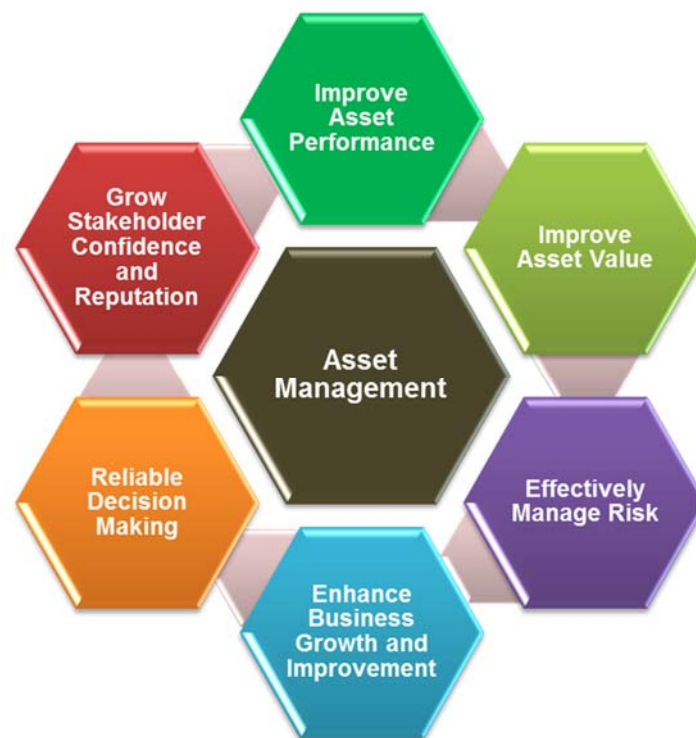 Improve
Asset
Performance
Improve
Asset Value
Effectively
Manage Risk
Enhance
Business
Growth and
Improvement
Reliable
Decision
Making
Grow
Stakeholder
Confidence
and
Reputation
Asset
Management